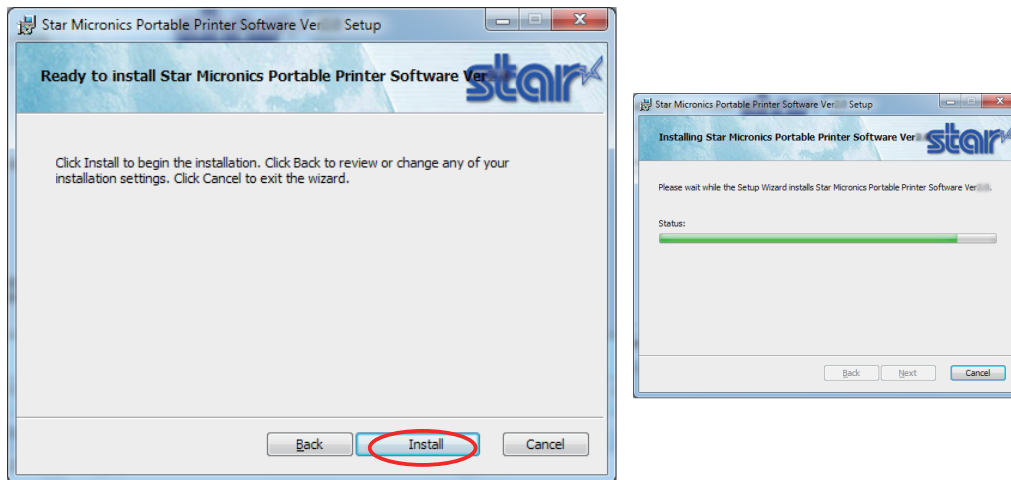 Star Micronics Portable Printer Software Ver Setup
Ready to install Star Micronics Portable Printer Software Ver
star
Click Install to begin the installation. Click Back to review or change any of your
installation settings. Click Cancel to exit the wizard.
Back
Install
Cancel
Star Micronics Portable Printer Software Ver Setup
Installing Star Micronics Portable Printer Software Ver
star
Please wait while the Setup Wizard installs Star Micronics Portable Printer Software Ver .
Status:
Back
Next
Cancel